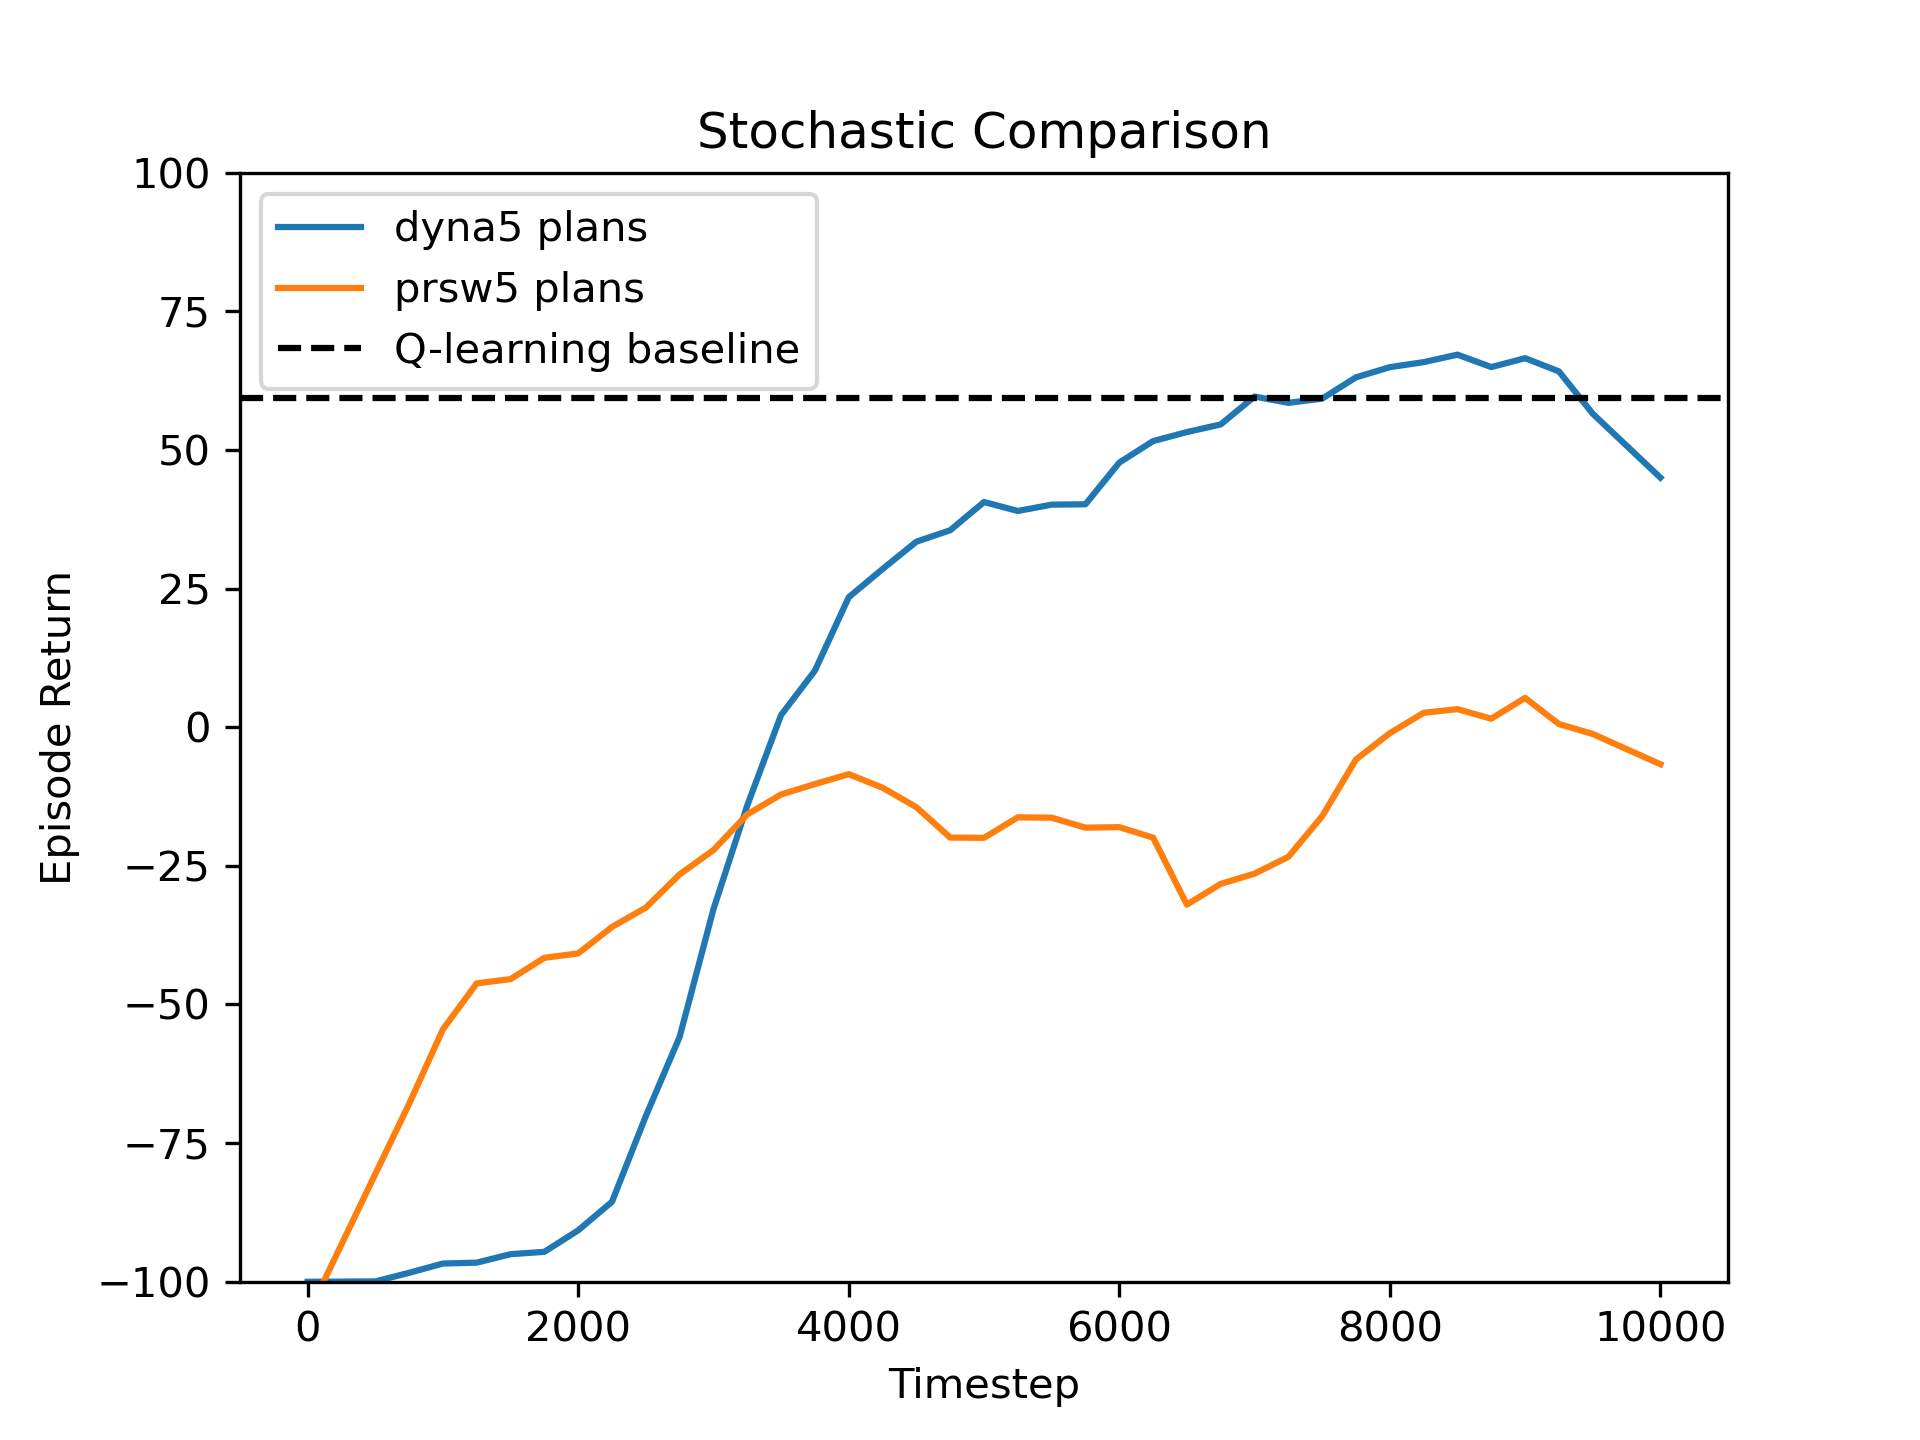 Stochastic Comparison
100
75
50
25
0
−25
−50
−75
−100
Episode Return
dyna5 plans
prsw5 plans
Q-learning baseline
0 2000 4000 6000 8000 10000
Timestep